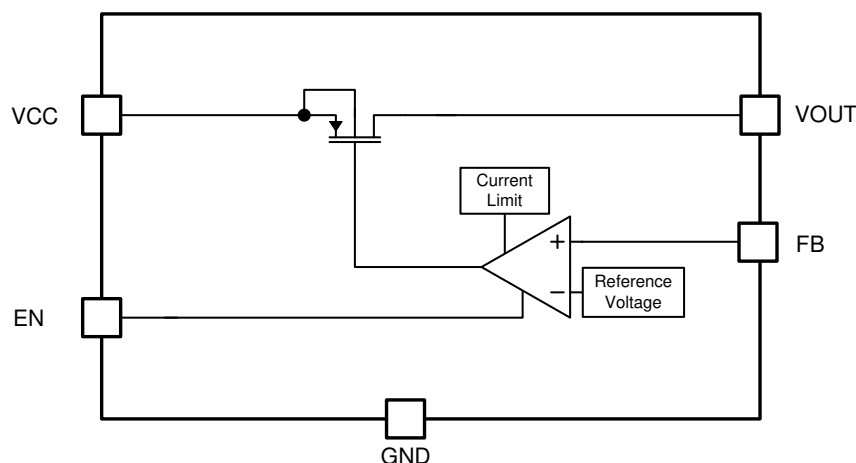 VCC
VOUT
Current
Limit
+
FB
−
Reference
Voltage
EN
GND